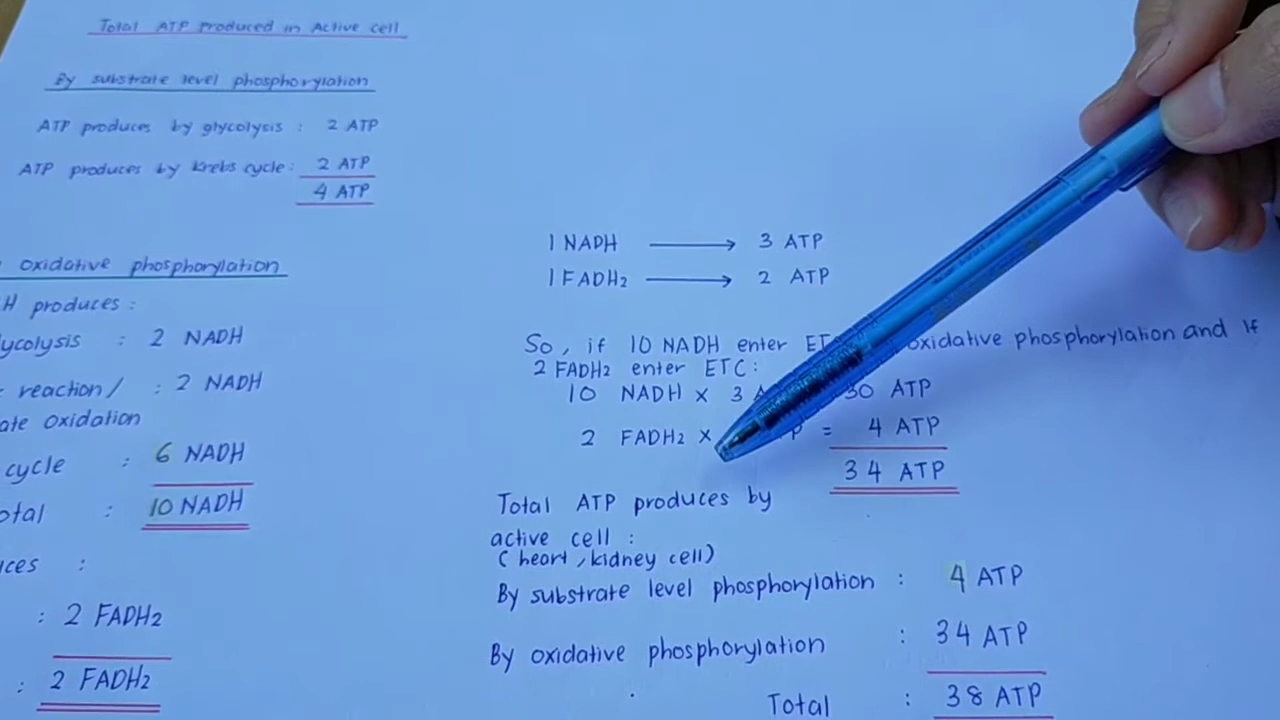 Total ATP Produced in Active cell
By substrate level phosphorylation
ATP produces by glycolysis : 2 ATP
ATP produces by krebs cycle : 2 ATP
4 ATP
oxidative phosphorylation
H produces :
lycolysis : 2 NADH
reaction / : 2 NADH
ate oxidation
cycle : 6 NADH
otal : 10 NADH
ces :
: 2 FADH2
: 2 FADH2
1 NADH → 3 ATP
1 FADH2 → 2 ATP
So, if 10 NADH enter oxidative phosphorylation and if
2 FADH2 enter ETC :
10 NADH x 3 30 ATP
2 FADH2 x = 4 ATP
34 ATP
Total ATP produces by
active cell :
(heart, kidney cell)
By substrate level phosphorylation : 4 ATP
By oxidative phosphorylation : 34 ATP
Total : 38 ATP